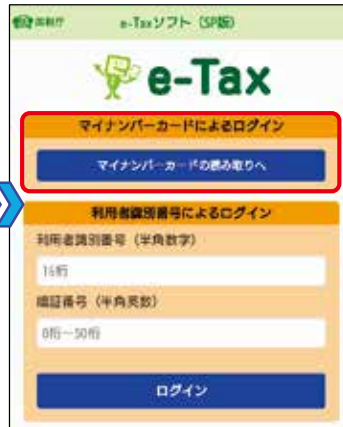 国税庁 e-Taxソフト（SP版）
e-Tax
マイナンバーカードによるログイン
マイナンバーカードの読み取りへ
利用者識別番号によるログイン
利用者識別番号（半角数字）
16桁
暗証番号（半角英数）
8桁～50桁
ログイン